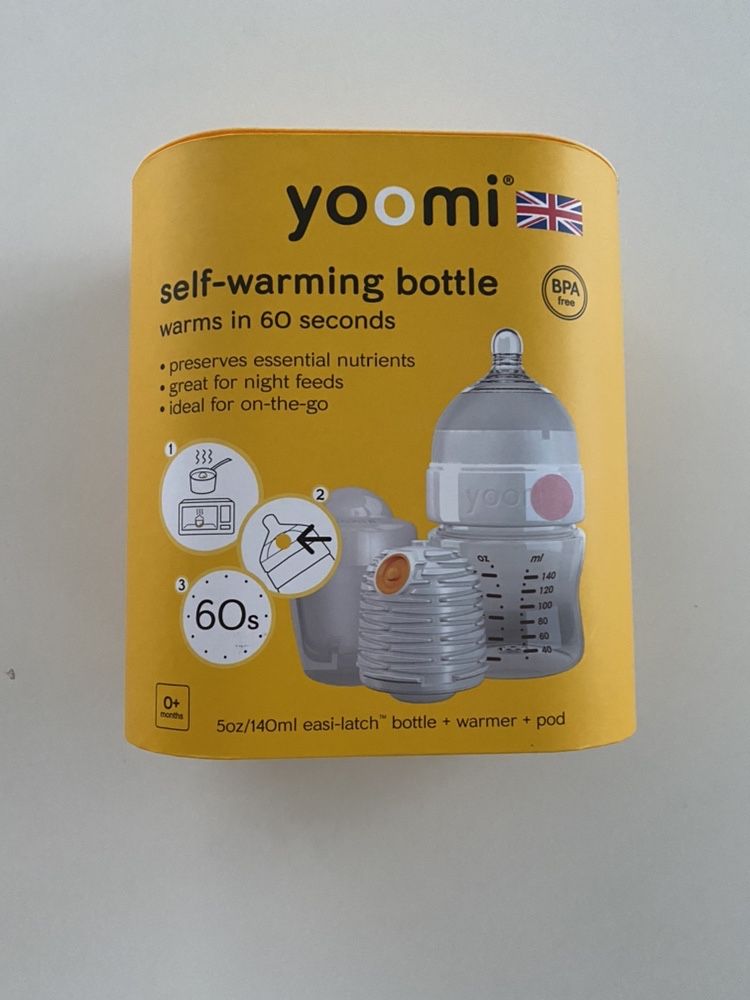 yoomi®
self-warming bottle
BPA
free
warms in 60 seconds
• preserves essential nutrients
• great for night feeds
• ideal for on-the-go
1
2
3
60s
yoomi
oz ml
140
120
100
80
60
40
0+
months
5oz/140ml easi-latch™ bottle + warmer + pod